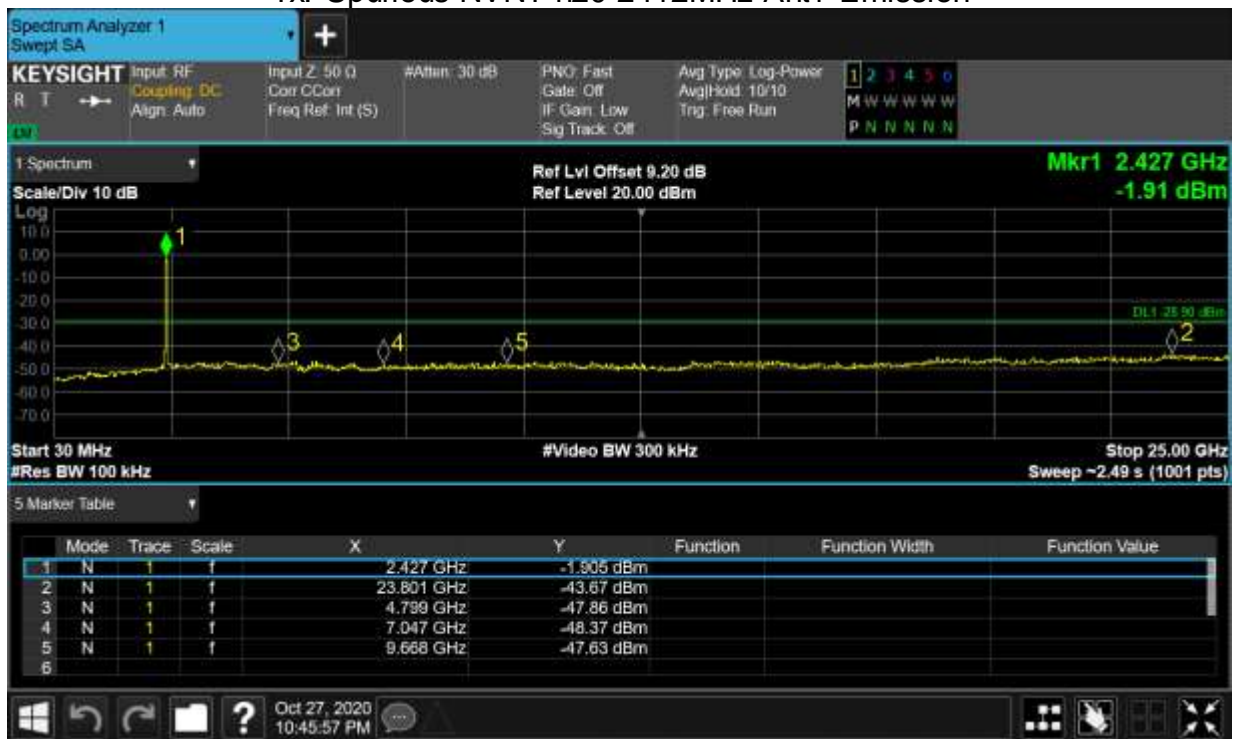 Spectrum Analyzer 1
Swept SA
KEYSIGHT
R T
Input: RF
Coupling: DC
Align: Auto
Input Z: 50 Ω
Corr CCorr
Freq Ref: Int (S)
#Atten: 30 dB
PNO: Fast
Gate: Off
IF Gain: Low
Sig Track: Off
Avg Type: Log-Power
Avg|Hold: 10/10
Trig: Free Run
1 2 3 4 5 6
M W W W W W
P N N N N N
1 Spectrum
Scale/Div 10 dB
Ref Lvl Offset 9.20 dB
Ref Level 20.00 dBm
Mkr1 2.427 GHz
-1.91 dBm
Log
10.0
0.00
-10.0
-20.0
-30.0
-40.0
-50.0
-60.0
-70.0
1
3
4
5
2
Start 30 MHz
#Res BW 100 kHz
#Video BW 300 kHz
Stop 25.00 GHz
Sweep ~2.49 s (1001 pts)
5 Marker Table
Mode Trace Scale X Y Function Function Width Function Value
1 N 1 f 2.427 GHz -1.905 dBm
2 N 1 f 23.801 GHz -43.67 dBm
3 N 1 f 4.799 GHz -47.86 dBm
4 N 1 f 7.047 GHz -48.37 dBm
5 N 1 f 9.668 GHz -47.63 dBm
6
?
Oct 27, 2020
10:45:57 PM